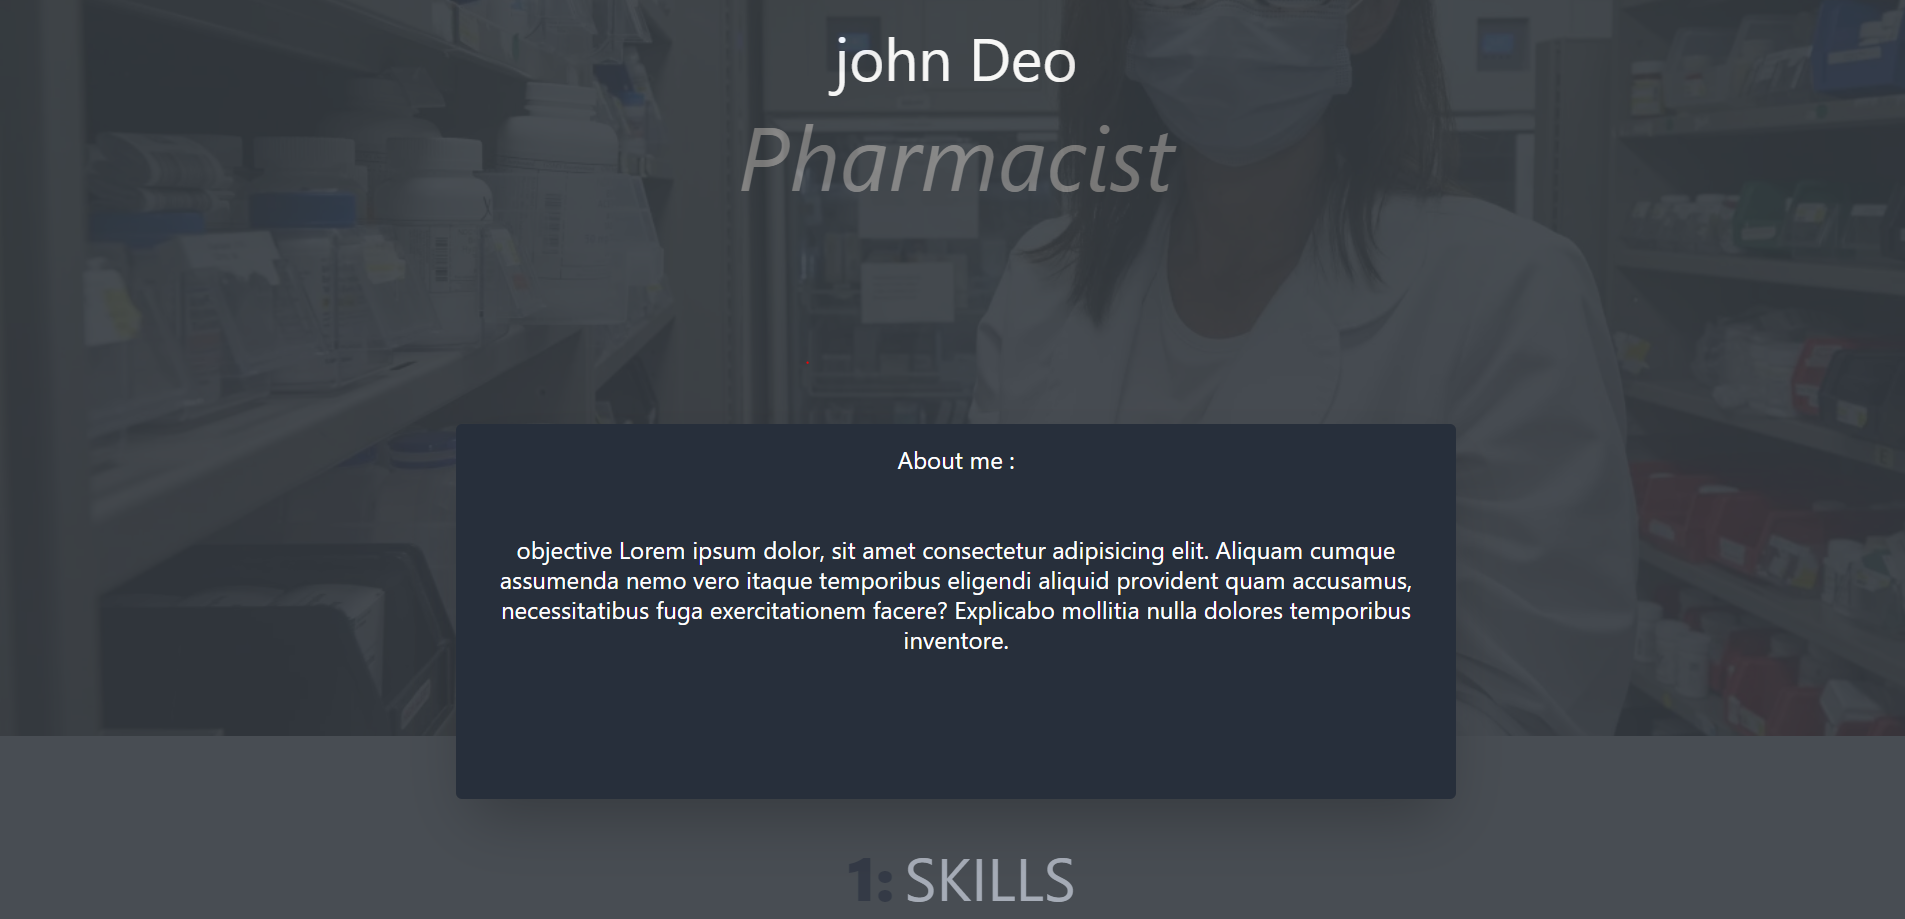 john Deo
Pharmacist
About me :
objective Lorem ipsum dolor, sit amet consectetur adipisicing elit. Aliquam cumque
assumenda nemo vero itaque temporibus eligendi aliquid provident quam accusamus,
necessitatibus fuga exercitationem facere? Explicabo mollitia nulla dolores temporibus
inventore.
1: SKILLS